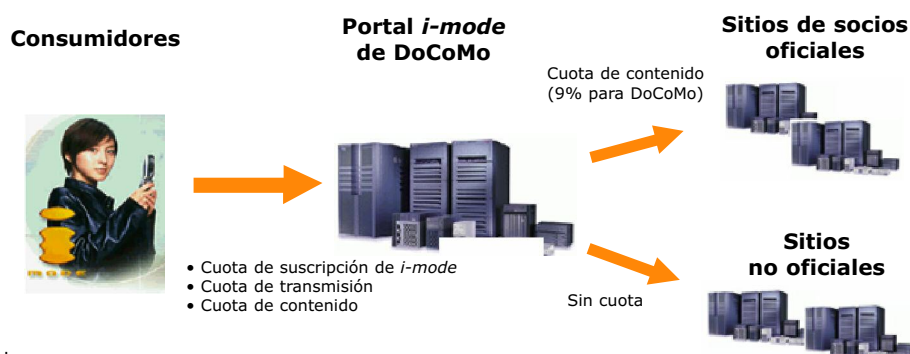 Consumidores
Portal i-mode
de DoCoMo
Sitios de socios
oficiales
Cuota de contenido
(9% para DoCoMo)
mode
• Cuota de suscripción de i-mode
• Cuota de transmisión
• Cuota de contenido
Sin cuota
Sitios
no oficiales